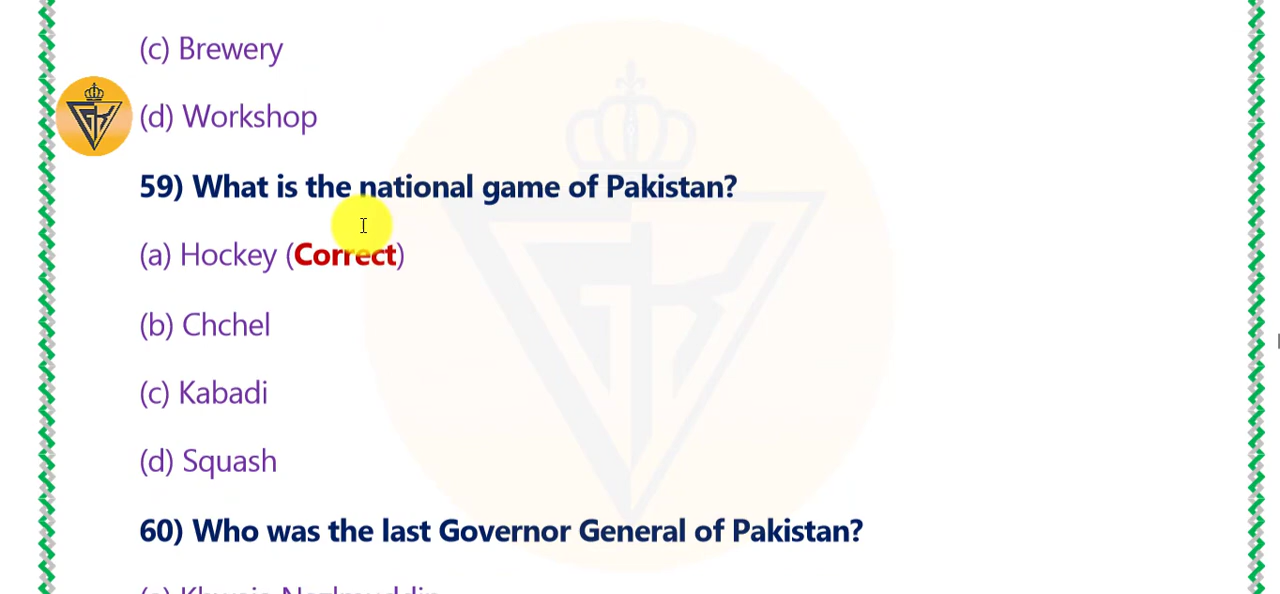 (c) Brewery
(d) Workshop
59) What is the national game of Pakistan?
(a) Hockey (Correct)
(b) Chchel
(c) Kabadi
(d) Squash
60) Who was the last Governor General of Pakistan?